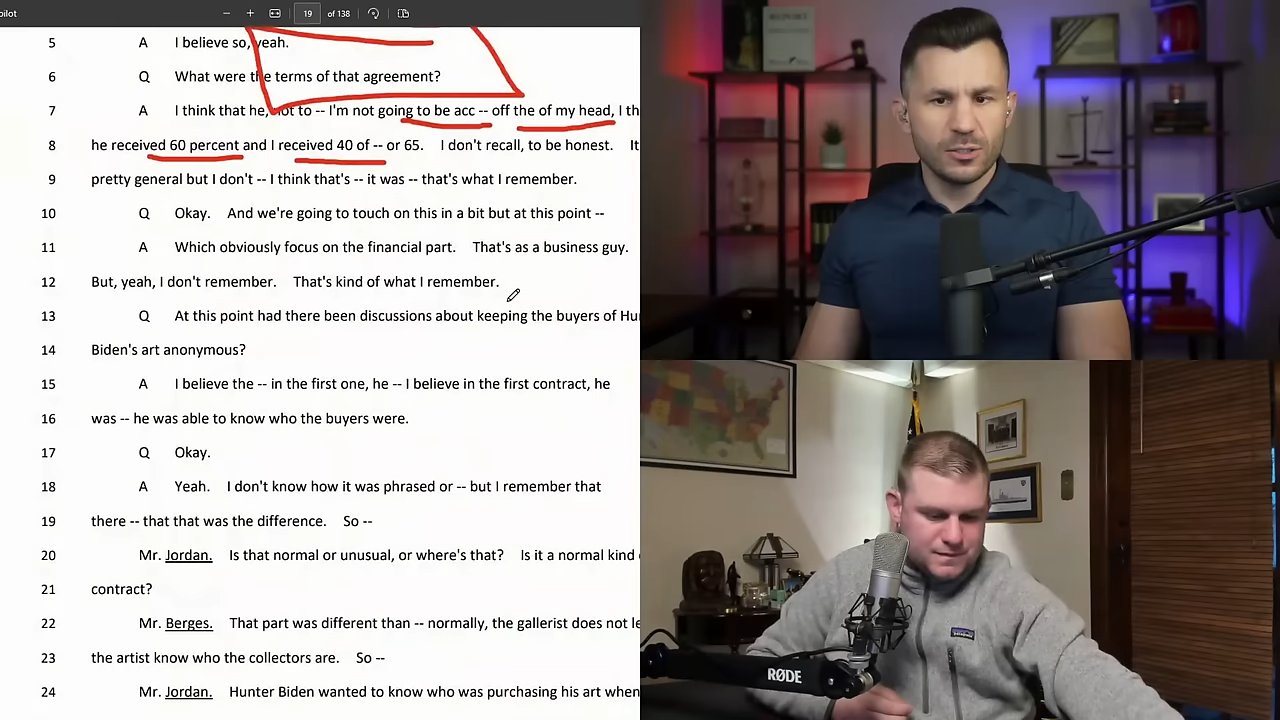 pilot
19 of 138
5 A I believe so, yeah.
6 Q What were the terms of that agreement?
7 A I think that he, not to -- I'm not going to be acc -- off the of my head, I th
8 he received 60 percent and I received 40 of -- or 65. I don't recall, to be honest. It
9 pretty general but I don't -- I think that's -- it was -- that's what I remember.
10 Q Okay. And we're going to touch on this in a bit but at this point --
11 A Which obviously focus on the financial part. That's as a business guy.
12 But, yeah, I don't remember. That's kind of what I remember.
13 Q At this point had there been discussions about keeping the buyers of Hu
14 Biden's art anonymous?
15 A I believe the -- in the first one, he -- I believe in the first contract, he
16 was -- he was able to know who the buyers were.
17 Q Okay.
18 A Yeah. I don't know how it was phrased or -- but I remember that
19 there -- that that was the difference. So --
20 Mr. Jordan. Is that normal or unusual, or where's that? Is it a normal kind
21 contract?
22 Mr. Berges. That part was different than -- normally, the gallerist does not le
23 the artist know who the collectors are. So --
24 Mr. Jordan. Hunter Biden wanted to know who was purchasing his art when
patagonia
RØDE